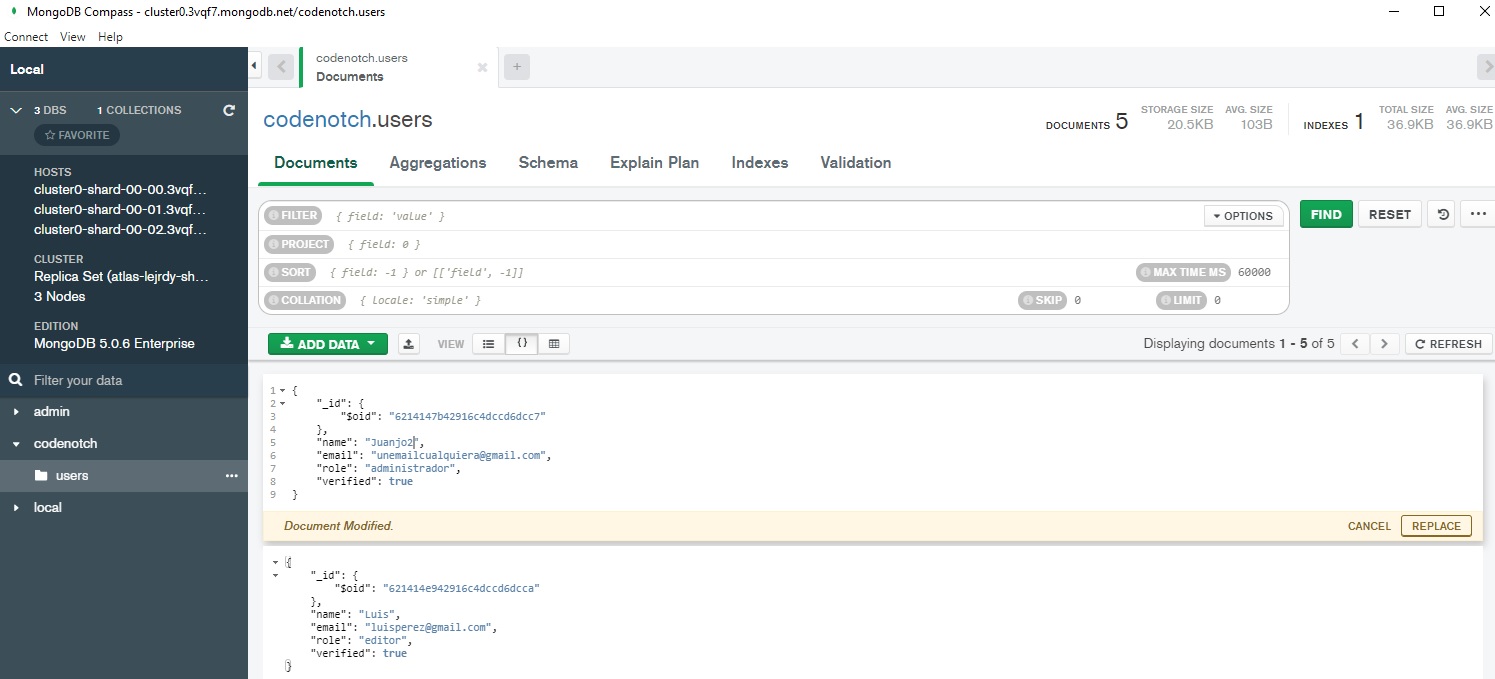 MongoDB Compass - cluster0.3vqf7.mongodb.net/codenotch.users
Connect View Help
Local
3 DBS 1 COLLECTIONS
☆ FAVORITE
HOSTS
cluster0-shard-00-00.3vqf...
cluster0-shard-00-01.3vqf...
cluster0-shard-00-02.3vqf...
CLUSTER
Replica Set (atlas-lejrdy-sh...
3 Nodes
EDITION
MongoDB 5.0.6 Enterprise
Filter your data
admin
codenotch
users ...
local
codenotch.users
Documents
+
codenotch.users
DOCUMENTS 5
STORAGE SIZE AVG. SIZE
20.5KB 103B
INDEXES 1
TOTAL SIZE AVG. SIZE
36.9KB 36.9KB
Documents Aggregations Schema Explain Plan Indexes Validation
FILTER { field: 'value' } OPTIONS FIND RESET ...
PROJECT { field: 0 }
SORT { field: -1 } or [['field', -1]] MAX TIME MS 60000
COLLATION { locale: 'simple' } SKIP 0 LIMIT 0
ADD DATA VIEW {} Displaying documents 1 - 5 of 5 < > REFRESH
1 {
2 "_id": {
3 "$oid": "6214147b42916c4dccd6dcc7"
4 },
5 "name": "Juanjo2",
6 "email": "unemailcualquiera@gmail.com",
7 "role": "administrador",
8 "verified": true
9 }
Document Modified. CANCEL REPLACE
{
"_id": {
"$oid": "621414e942916c4dccd6dcca"
},
"name": "Luis",
"email": "luisperez@gmail.com",
"role": "editor",
"verified": true
}